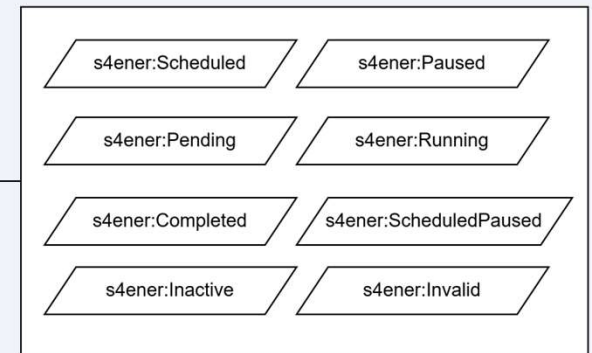 s4ener:Scheduled s4ener:Paused
s4ener:Pending s4ener:Running
s4ener:Completed s4ener:ScheduledPaused
s4ener:Inactive s4ener:Invalid